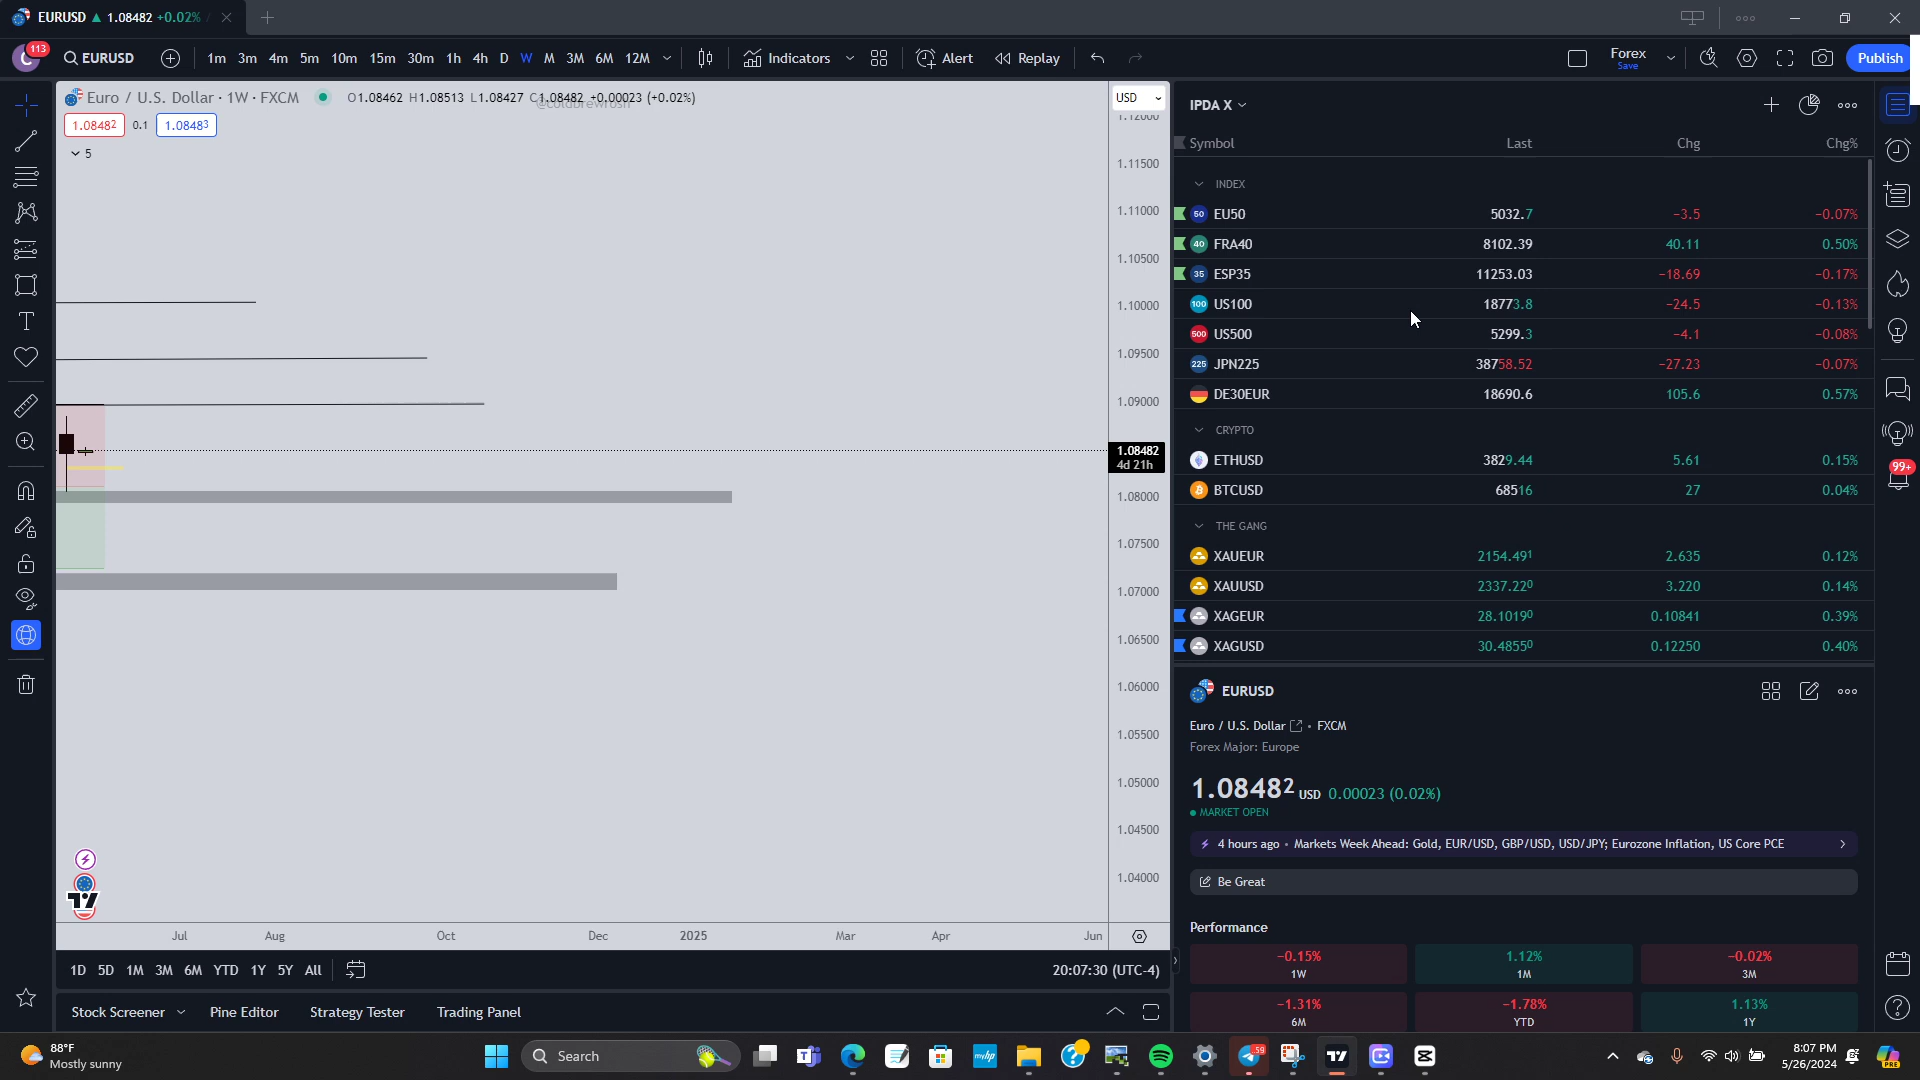 EURUSD ▲ 1.08482 +0.02% /
113
C
EURUSD
1m 3m 4m 5m 10m 15m 30m 1h 4h D W M 3M 6M 12M
Indicators
Alert
Replay
Forex
Save
Publish
Euro / U.S. Dollar · 1W · FXCM
O1.08462 H1.08513 L1.08427 C1.08482 +0.00023 (+0.02%)
@coldbrewrush
1.08482 0.1 1.08483
5
USD
1.12000
1.11500
1.11000
1.10500
1.10000
1.09500
1.09000
1.08482
4d 21h
1.08000
1.07500
1.07000
1.06500
1.06000
1.05500
1.05000
1.04500
1.04000
Jul Aug Oct Dec 2025 Mar Apr Jun
1D 5D 1M 3M 6M YTD 1Y 5Y All
20:07:30 (UTC-4)
Stock Screener Pine Editor Strategy Tester Trading Panel
IPDA X
Symbol Last Chg Chg%
INDEX
50 EU50 5032.7 −3.5 −0.07%
40 FRA40 8102.39 40.11 0.50%
35 ESP35 11253.03 −18.69 −0.17%
100 US100 18773.8 −24.5 −0.13%
500 US500 5299.3 −4.1 −0.08%
225 JPN225 38758.52 −27.23 −0.07%
DE30EUR 18690.6 105.6 0.57%
CRYPTO
ETHUSD 3829.44 5.61 0.15%
BTCUSD 68516 27 0.04%
THE GANG
XAUEUR 2154.491 2.635 0.12%
XAUUSD 2337.220 3.220 0.14%
XAGEUR 28.10190 0.10841 0.39%
XAGUSD 30.48550 0.12250 0.40%
99+
EURUSD
Euro / U.S. Dollar • FXCM
Forex Major: Europe
1.08482 USD 0.00023 (0.02%)
MARKET OPEN
4 hours ago • Markets Week Ahead: Gold, EUR/USD, GBP/USD, USD/JPY; Eurozone Inflation, US Core PCE
Be Great
Performance
−0.15%
1W
1.12%
1M
−0.02%
3M
−1.31%
6M
−1.78%
YTD
1.13%
1Y
88°F
Mostly sunny
Search
myhp
59
8:07 PM
5/26/2024
PRE